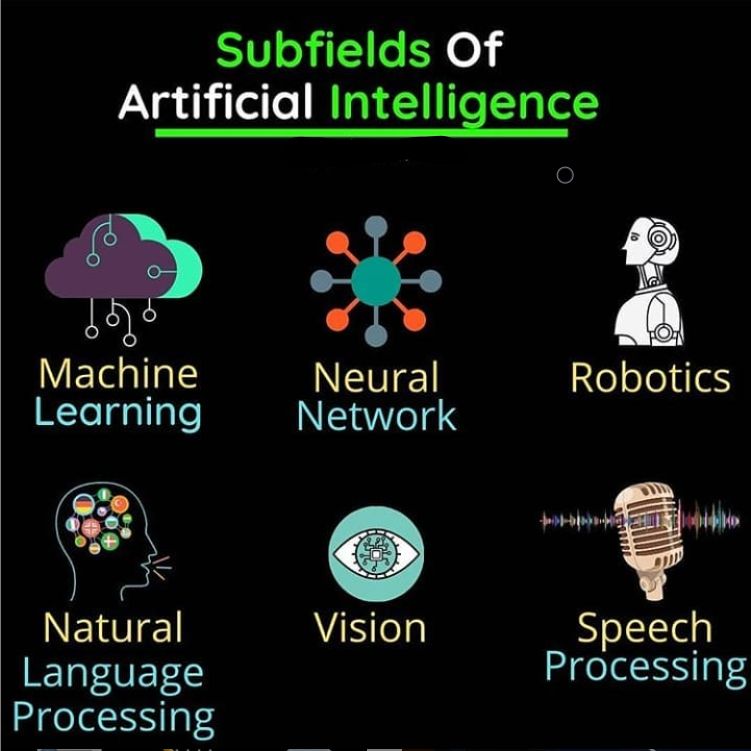 Subfields Of
Artificial Intelligence
Machine
Learning
Neural
Network
Robotics
Natural
Language
Processing
Vision
Speech
Processing